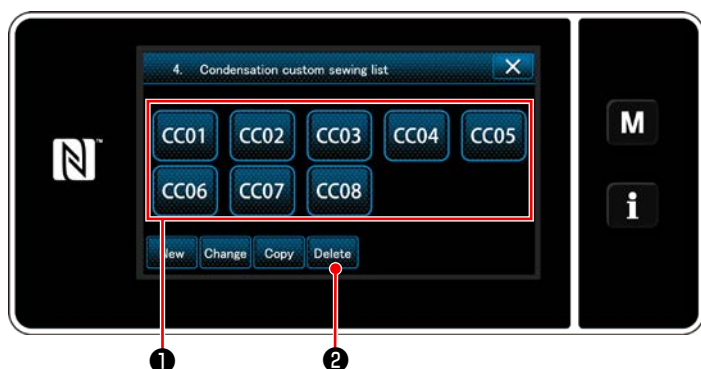 4. Condensation custom sewing list X
CC01 CC02 CC03 CC04 CC05
CC06 CC07 CC08
New Change Copy Delete
N™
M
i
❶ ❷